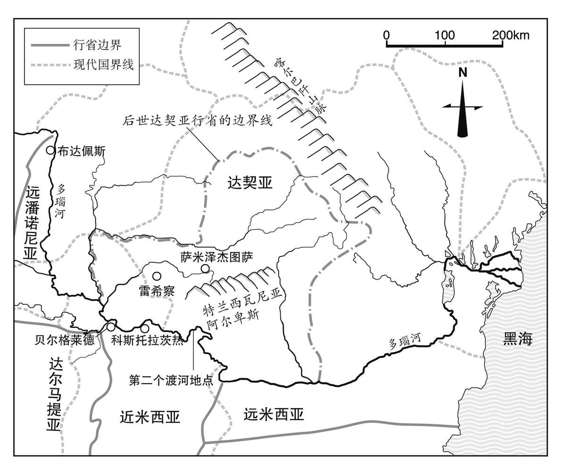 行省边界
现代国界线
0 100 200km
N
喀尔巴阡山脉
后世达契亚行省的边界线
布达佩斯
达契亚
多瑙河
远潘诺尼亚
萨米泽杰图萨
雷希察
特兰西瓦尼亚
阿尔卑斯
贝尔格莱德
科斯托拉茨热
多瑙河
黑海
第二个渡河地点
达尔马提亚
近米西亚
远米西亚